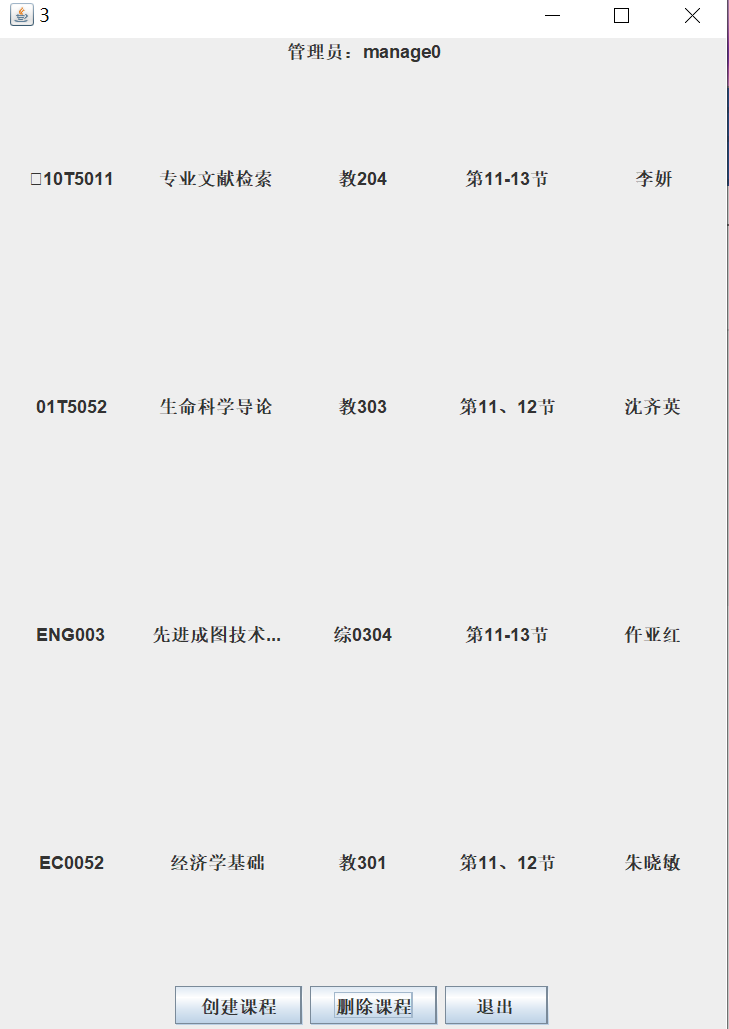 3
管理员：manage0
□10T5011 专业文献检索 教204 第11-13节 李妍
01T5052 生命科学导论 教303 第11、12节 沈齐英
ENG003 先进成图技术... 综0304 第11-13节 仵亚红
EC0052 经济学基础 教301 第11、12节 朱晓敏
创建课程 删除课程 退出